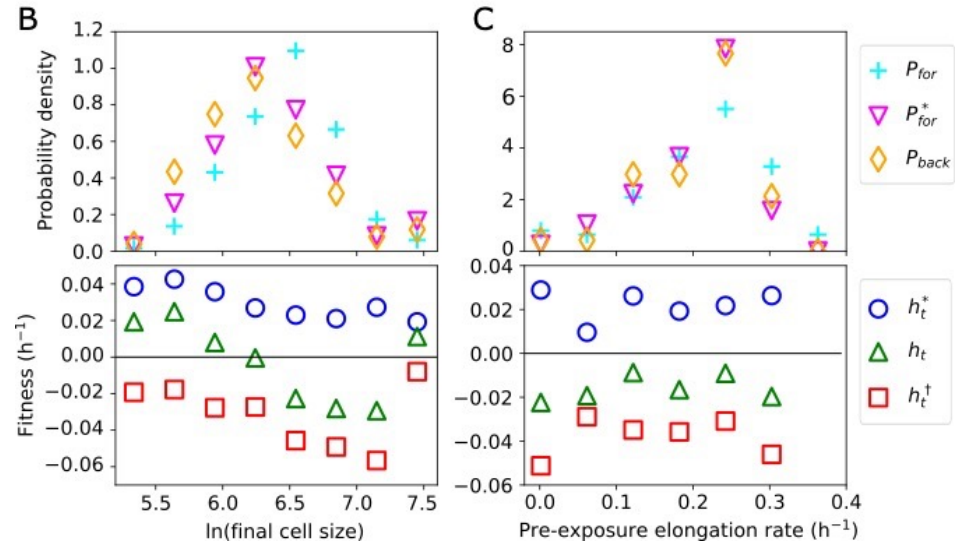 B
Probability density
1.2
1.0
0.8
0.6
0.4
0.2
0.0
Fitness (h⁻¹)
0.04
0.02
0.00
−0.02
−0.04
−0.06
5.5 6.0 6.5 7.0 7.5
ln(final cell size)
C
8
6
4
2
0
0.04
0.02
0.00
−0.02
−0.04
−0.06
0.0 0.1 0.2 0.3 0.4
Pre-exposure elongation rate (h⁻¹)
P_for
P*_for
P_back
h*_t
h_t
h†_t